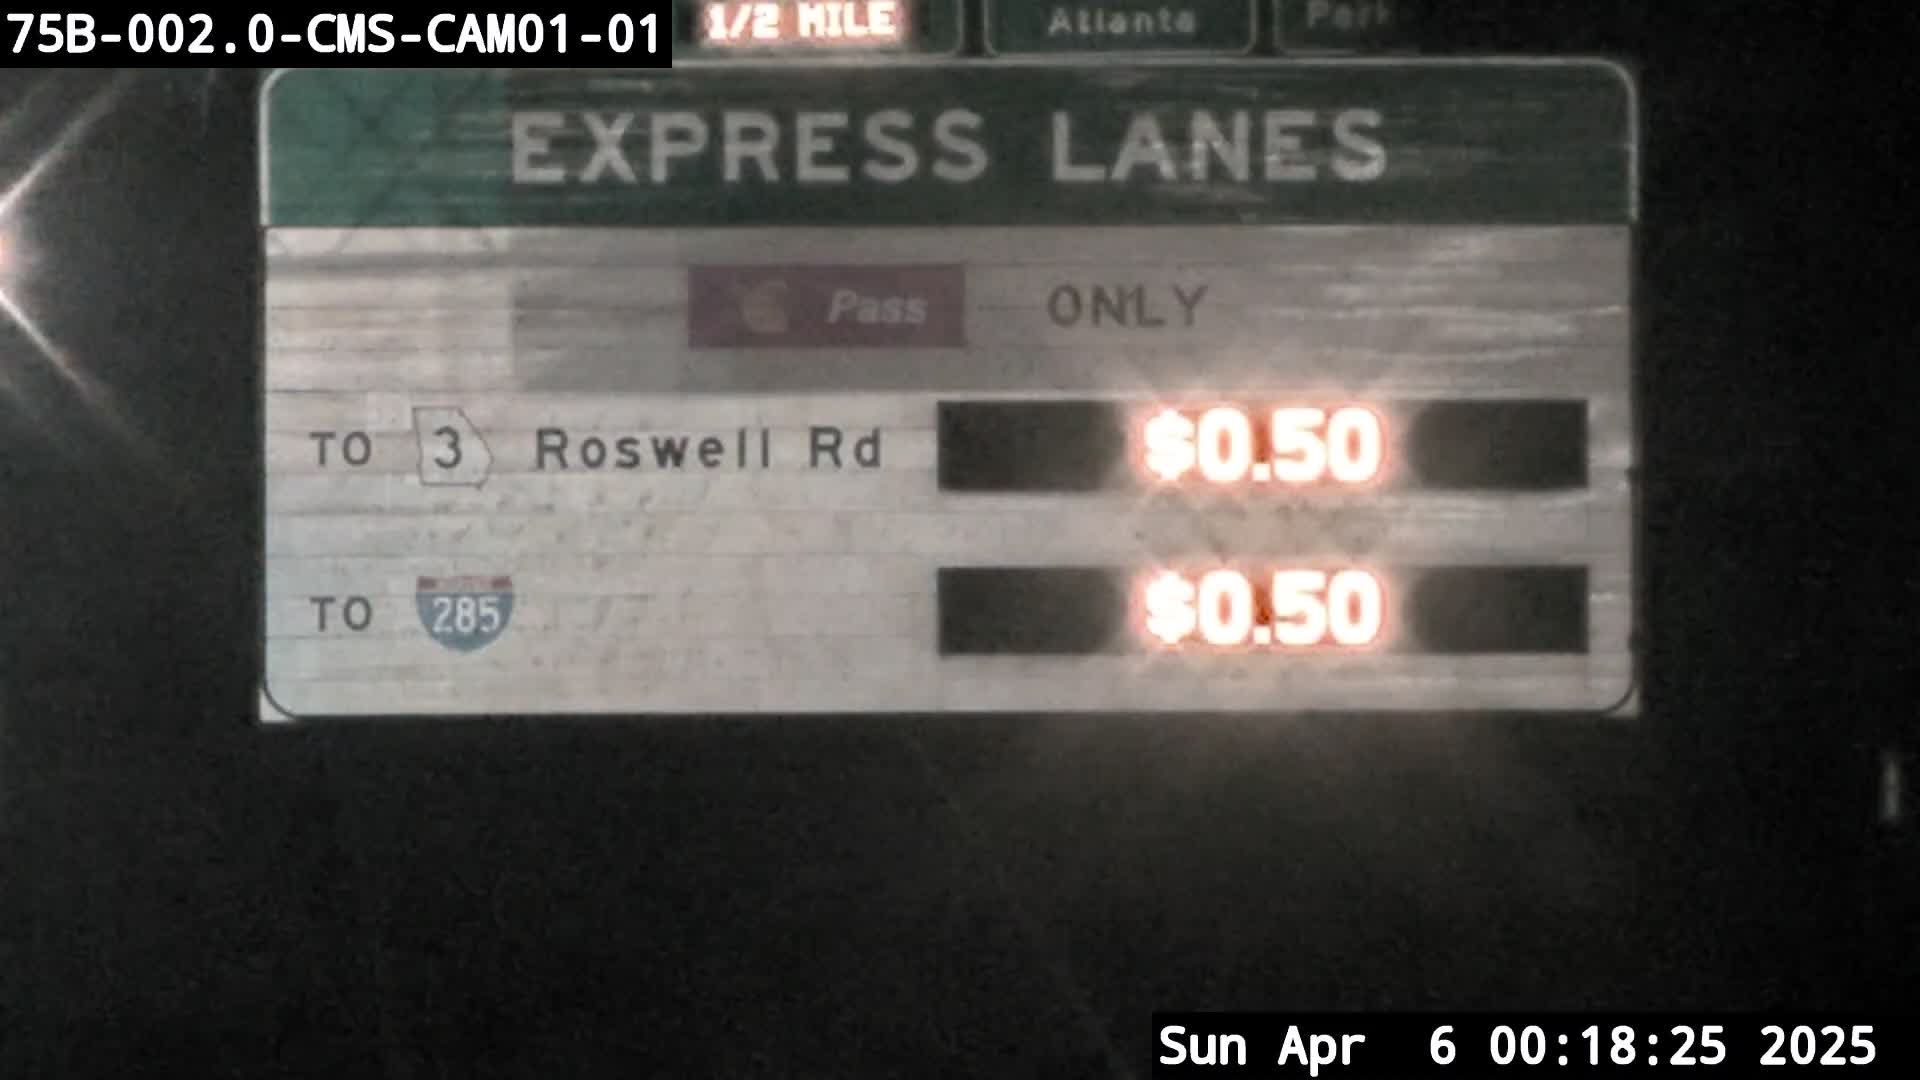 75B-002.0-CMS-CAM01-01
1/2 MILE
Atlanta
EXPRESS LANES
Pass ONLY
TO 3 Roswell Rd $0.50
TO 285 $0.50
Sun Apr 6 00:18:25 2025